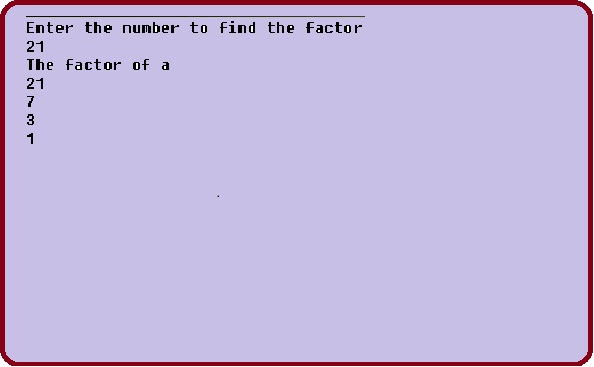 Enter the number to find the factor
21
The factor of a
21
7
3
1